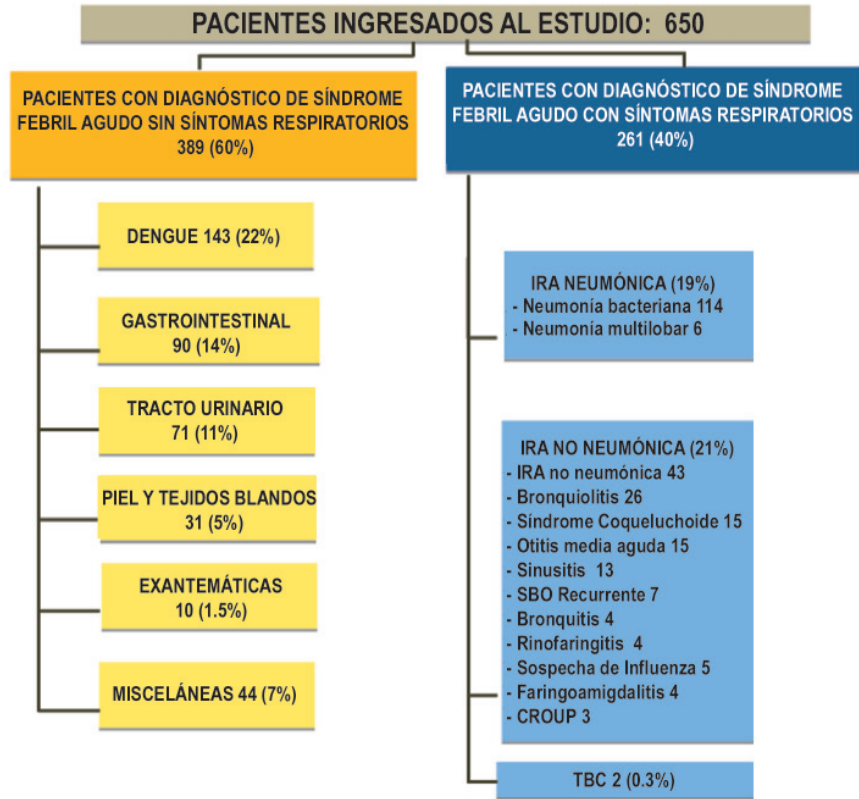 PACIENTES INGRESADOS AL ESTUDIO: 650
PACIENTES CON DIAGNÓSTICO DE SÍNDROME
FEBRIL AGUDO SIN SÍNTOMAS RESPIRATORIOS
389 (60%)
DENGUE 143 (22%)
GASTROINTESTINAL
90 (14%)
TRACTO URINARIO
71 (11%)
PIEL Y TEJIDOS BLANDOS
31 (5%)
EXANTEMÁTICAS
10 (1.5%)
MISCELÁNEAS 44 (7%)
PACIENTES CON DIAGNÓSTICO DE SÍNDROME
FEBRIL AGUDO CON SÍNTOMAS RESPIRATORIOS
261 (40%)
IRA NEUMÓNICA (19%)
- Neumonía bacteriana 114
- Neumonía multilobar 6
IRA NO NEUMÓNICA (21%)
- IRA no neumónica 43
- Bronquiolitis 26
- Síndrome Coqueluchoide 15
- Otitis media aguda 15
- Sinusitis 13
- SBO Recurrente 7
- Bronquitis 4
- Rinofaringitis 4
- Sospecha de Influenza 5
- Faringoamigdalitis 4
- CROUP 3
TBC 2 (0.3%)